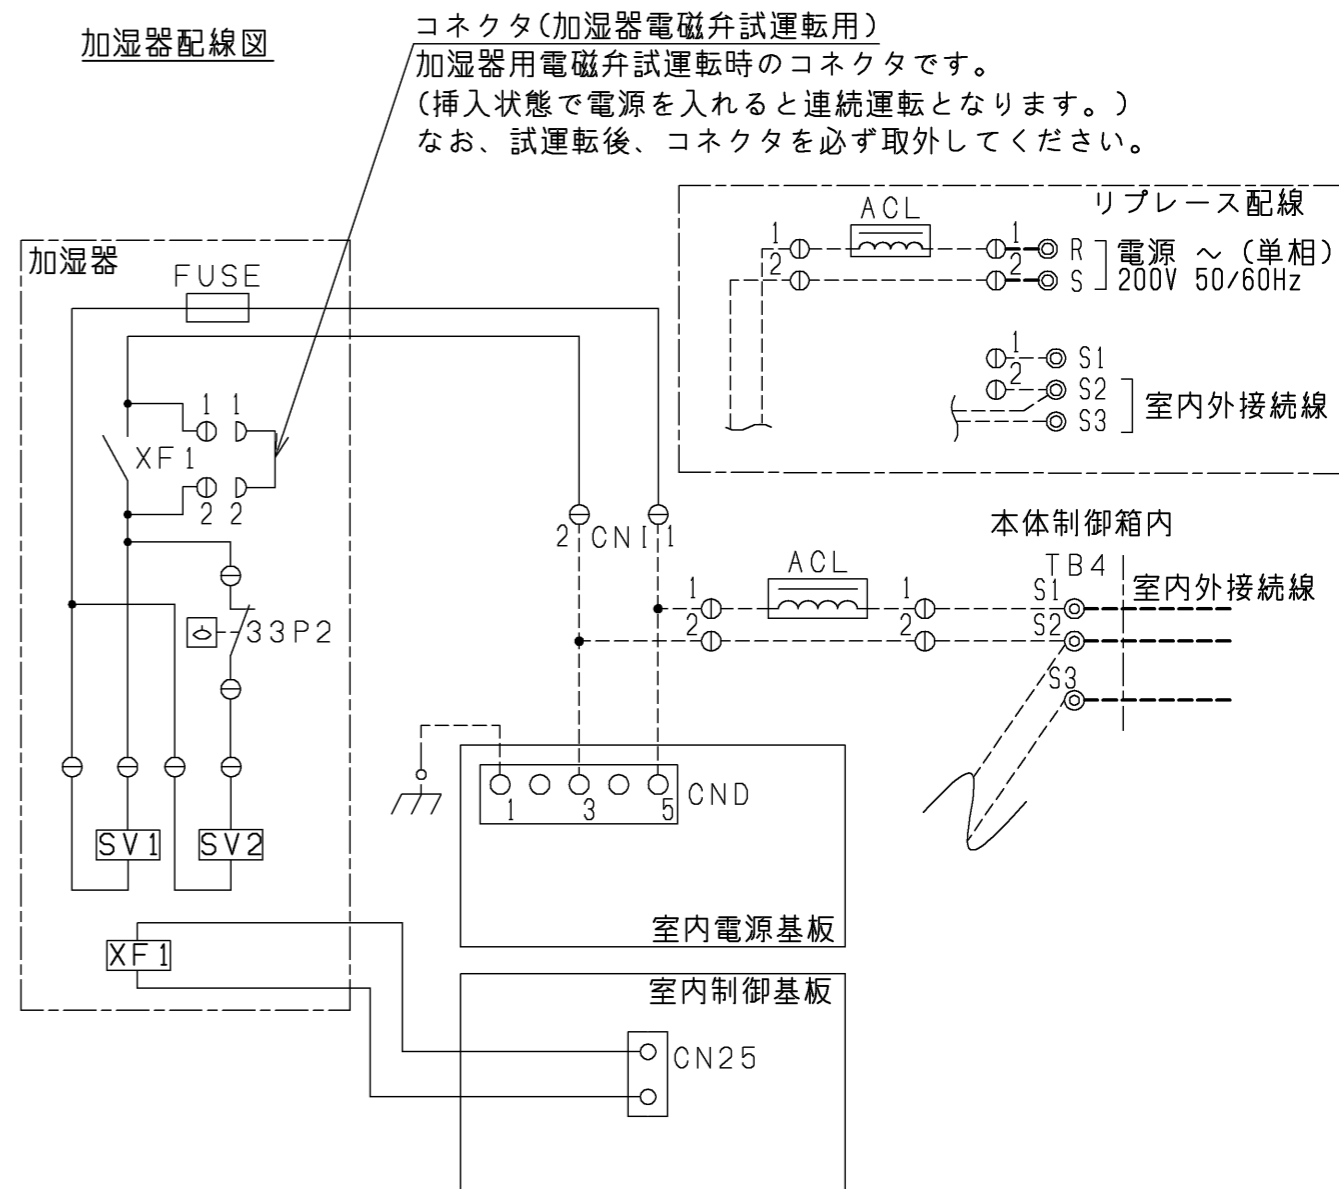 加湿器配線図
コネクタ(加湿器電磁弁試運転用)
加湿器用電磁弁試運転時のコネクタです。
(挿入状態で電源を入れると連続運転となります。)
なお、試運転後、コネクタを必ず取外してください。
リプレース配線
ACL
1 1 R
2 2 S
電源 ~ (単相)
200V 50/60Hz
1 S1
2 S2
S3
室内外接続線
加湿器
FUSE
1 1
XF1
2 2
33P2
SV1 SV2
XF1
2 CNI 1
本体制御箱内
TB4
ACL
1 1 S1
2 2 S2
S3
室内外接続線
1 3 5 CND
室内電源基板
室内制御基板
CN25